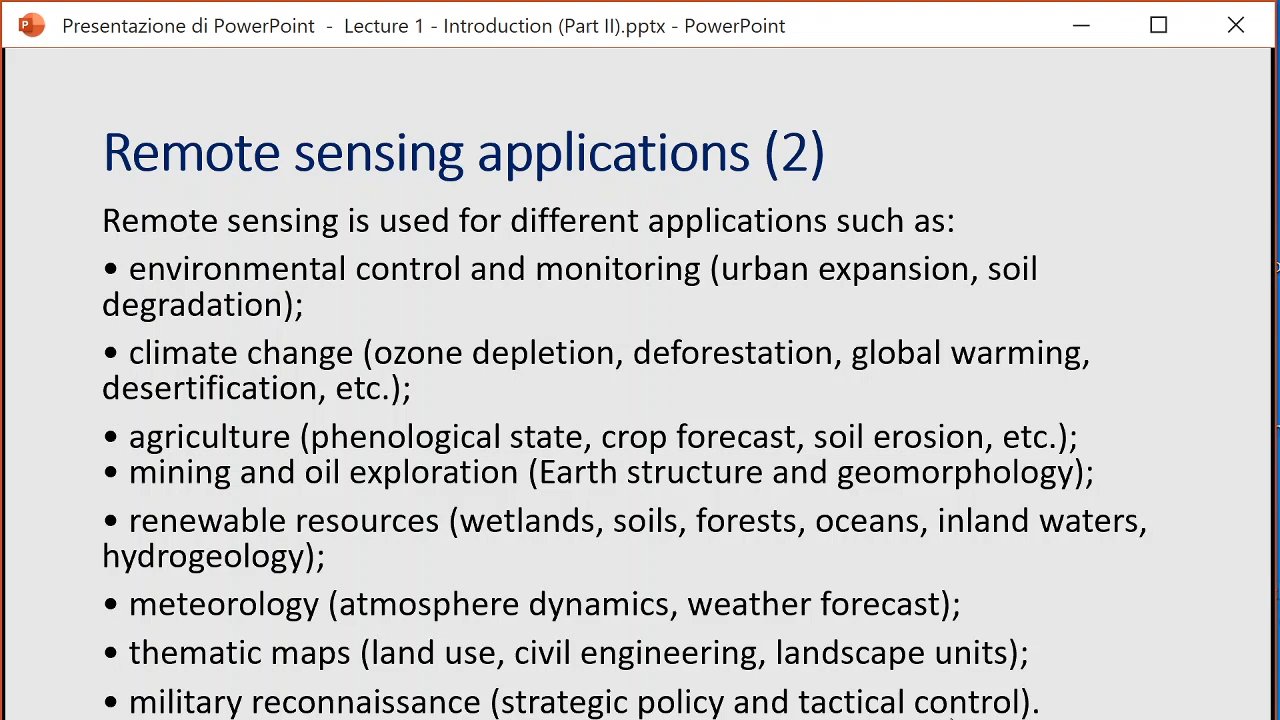 Presentazione di PowerPoint - Lecture 1 - Introduction (Part II).pptx - PowerPoint
Remote sensing applications (2)
Remote sensing is used for different applications such as:
• environmental control and monitoring (urban expansion, soil
degradation);
• climate change (ozone depletion, deforestation, global warming,
desertification, etc.);
• agriculture (phenological state, crop forecast, soil erosion, etc.);
• mining and oil exploration (Earth structure and geomorphology);
• renewable resources (wetlands, soils, forests, oceans, inland waters,
hydrogeology);
• meteorology (atmosphere dynamics, weather forecast);
• thematic maps (land use, civil engineering, landscape units);
• military reconnaissance (strategic policy and tactical control).